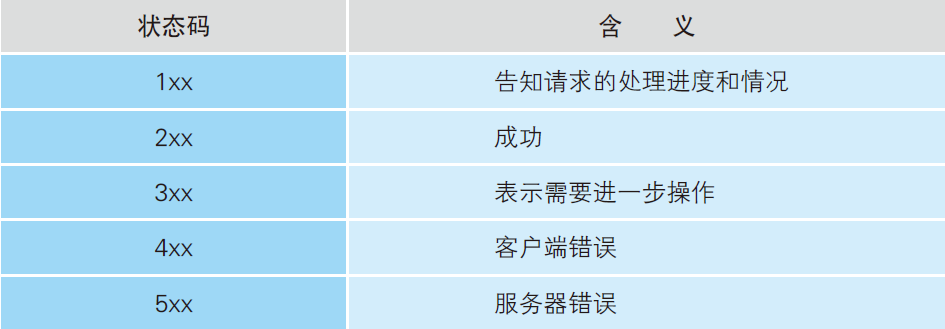 状态码 含 义
1xx 告知请求的处理进度和情况
2xx 成功
3xx 表示需要进一步操作
4xx 客户端错误
5xx 服务器错误